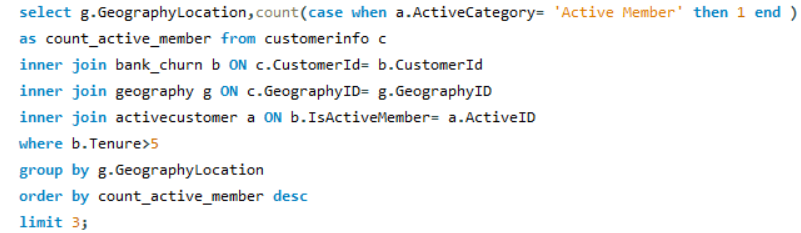 select g.GeographyLocation,count(case when a.ActiveCategory= 'Active Member' then 1 end )
as count_active_member from customerinfo c
inner join bank_churn b ON c.CustomerId= b.CustomerId
inner join geography g ON c.GeographyID= g.GeographyID
inner join activecustomer a ON b.IsActiveMember= a.ActiveID
where b.Tenure>5
group by g.GeographyLocation
order by count_active_member desc
limit 3;